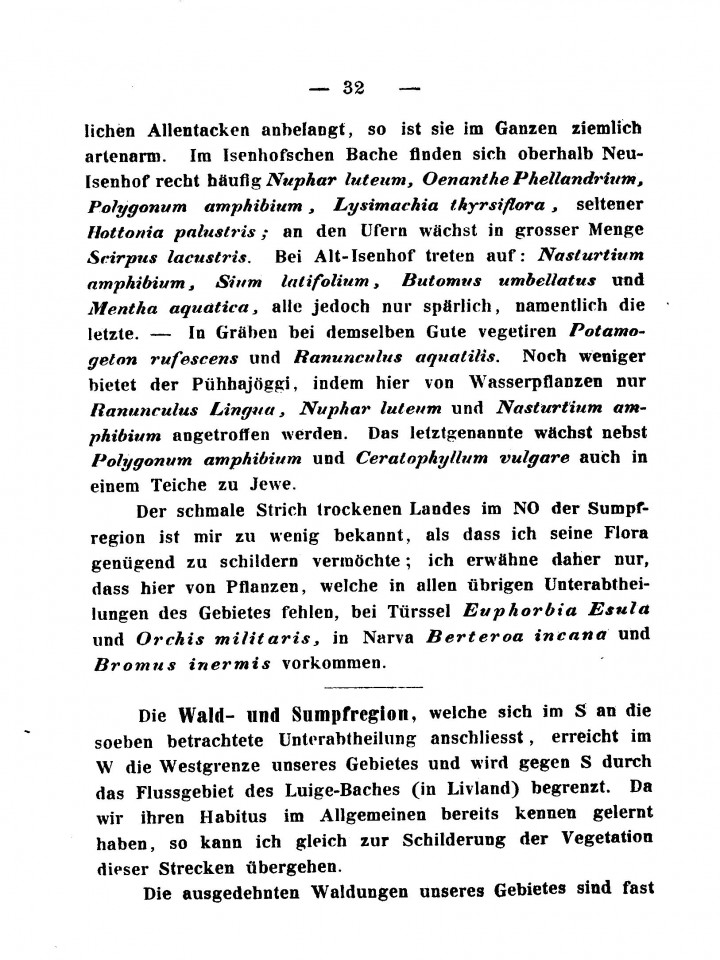 — 32 —
lichen Allentacken anbelangt, so ist sie im Ganzen ziemlich
artenarm. Im Isenhofschen Bache finden sich oberhalb Neu-
Isenhof recht häufig Nuphar luteum, Oenanthe Phellandrium,
Polygonum amphibium, Lysimachia thyrsiflora, seltener
Hottonia palustris; an den Ufern wächst in grosser Menge
Scirpus lacustris. Bei Alt-Isenhof treten auf: Nasturtium
amphibium, Sium latifolium, Butomus umbellatus und
Mentha aquatica, alle jedoch nur spärlich, namentlich die
letzte. — In Gräben bei demselben Gute vegetiren Potamo-
geton rufescens und Ranunculus aquatilis. Noch weniger
bietet der Pühhajöggi, indem hier von Wasserpflanzen nur
Ranunculus Lingua, Nuphar luteum und Nasturtium am-
phibium angetroffen werden. Das letztgenannte wächst nebst
Polygonum amphibium und Ceratophyllum vulgare auch in
einem Teiche zu Jewe.
Der schmale Strich trockenen Landes im NO der Sumpf-
region ist mir zu wenig bekannt, als dass ich seine Flora
genügend zu schildern vermöchte; ich erwähne daher nur,
dass hier von Pflanzen, welche in allen übrigen Unterabthei-
lungen des Gebietes fehlen, bei Türssel Euphorbia Esula
und Orchis militaris, in Narva Berteroa incana und
Bromus inermis vorkommen.
Die Wald- und Sumpfregion, welche sich im S an die
soeben betrachtete Unterabtheilung anschliesst, erreicht im
W die Westgrenze unseres Gebietes und wird gegen S durch
das Flussgebiet des Luige-Baches (in Livland) begrenzt. Da
wir ihren Habitus im Allgemeinen bereits kennen gelernt
haben, so kann ich gleich zur Schilderung der Vegetation
dieser Strecken übergehen.
Die ausgedehnten Waldungen unseres Gebietes sind fast